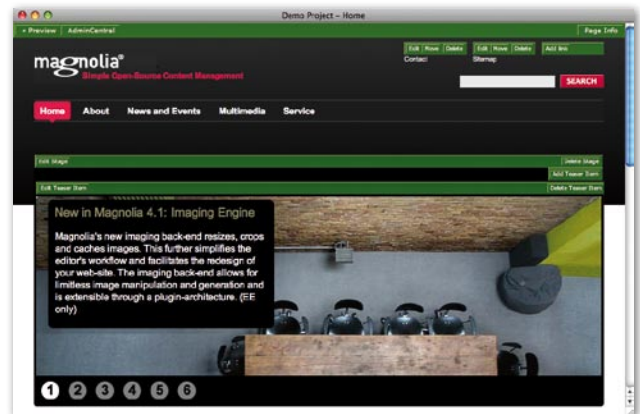 Demo Project – Home
« Preview AdminCentral Page Info
Edit Move Delete Edit Move Delete Add link
Contact Sitemap
magnolia®
Simple Open-Source Content Management
SEARCH
Home About News and Events Multimedia Service
Edit Stage Delete Stage
Add Teaser Item
Edit Teaser Item Delete Teaser Item
New in Magnolia 4.1: Imaging Engine
Magnolia's new imaging back-end resizes, crops
and caches images. This further simplifies the
editor's workflow and facilitates the redesign of
your web-site. The imaging back-end allows for
limitless image manipulation and generation and
is extensible through a plugin-architecture. (EE
only)
1 2 3 4 5 6